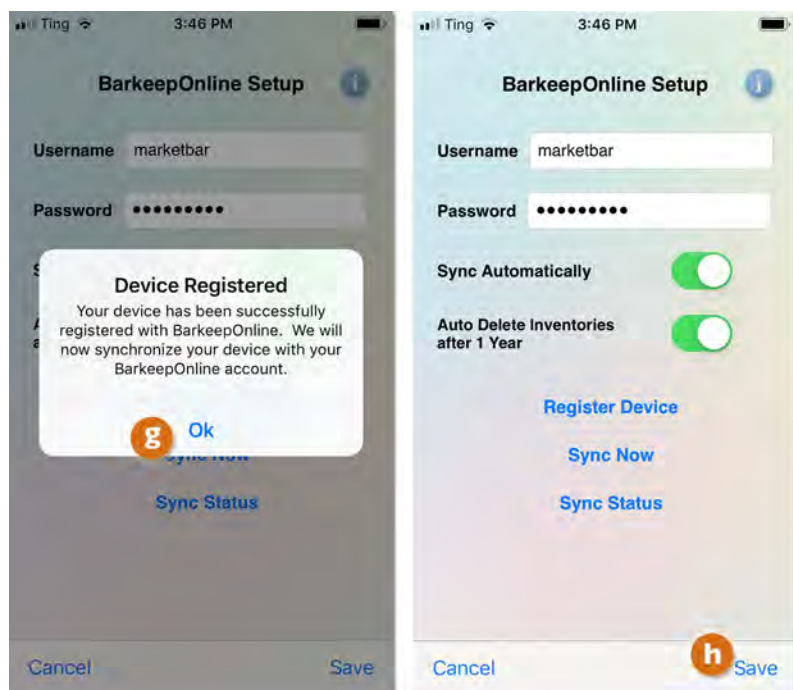 Ting 3:46 PM
BarkeepOnline Setup i
Username marketbar
Password •••••••••
Device Registered
Your device has been successfully
registered with BarkeepOnline. We will
now synchronize your device with your
BarkeepOnline account.
g Ok
Sync Now
Sync Status
Cancel Save
Ting 3:46 PM
BarkeepOnline Setup i
Username marketbar
Password •••••••••
Sync Automatically
Auto Delete Inventories
after 1 Year
Register Device
Sync Now
Sync Status
Cancel h Save